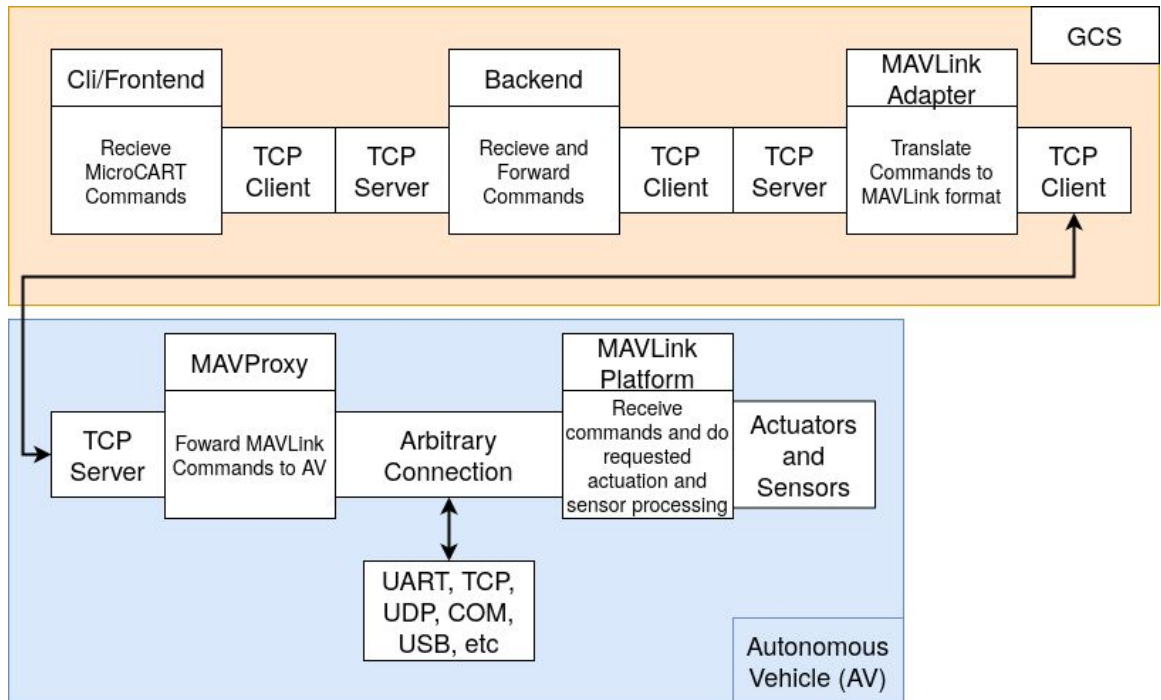 GCS
Cli/Frontend
Recieve
MicroCART
Commands
TCP
Client
TCP
Server
Backend
Recieve and
Forward
Commands
TCP
Client
TCP
Server
MAVLink
Adapter
Translate
Commands to
MAVLink format
TCP
Client
TCP
Server
MAVProxy
Foward MAVLink
Commands to AV
Arbitrary
Connection
UART, TCP,
UDP, COM,
USB, etc
MAVLink
Platform
Receive
commands and do
requested
actuation and
sensor processing
Actuators
and
Sensors
Autonomous
Vehicle (AV)